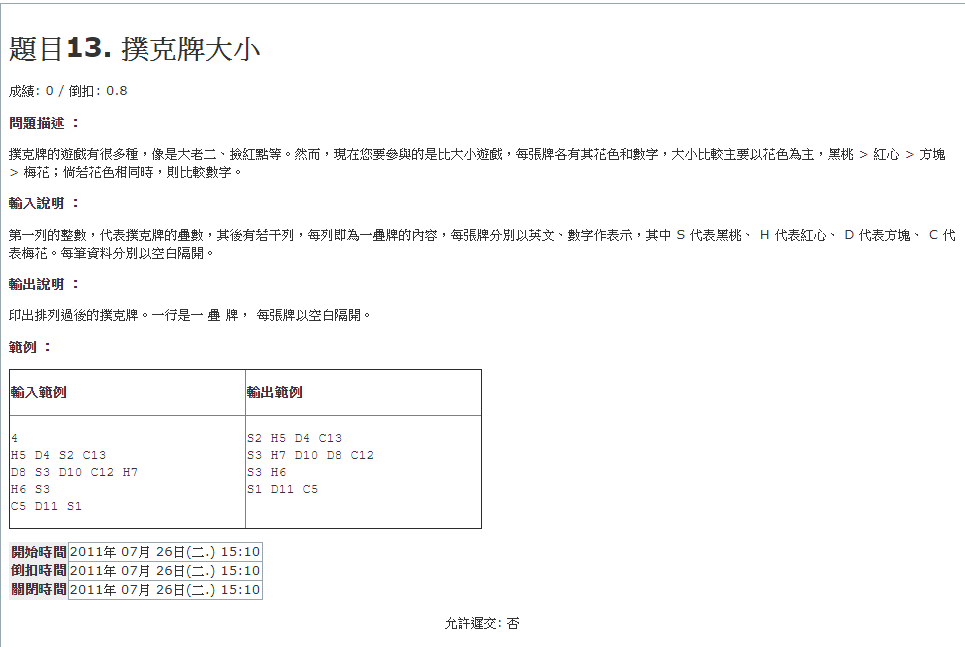 題目13. 撲克牌大小
成績: 0 / 倒扣: 0.8
問題描述 ：
撲克牌的遊戲有很多種，像是大老二、撿紅點等。然而，現在您要參與的是比大小遊戲，每張牌各有其花色和數字，大小比較主要以花色為主，黑桃 > 紅心 > 方塊
> 梅花；倘若花色相同時，則比較數字。
輸入說明 ：
第一列的整數，代表撲克牌的疊數，其後有若干列，每列即為一疊牌的內容，每張牌分別以英文、數字作表示，其中 S 代表黑桃、 H 代表紅心、 D 代表方塊、 C 代
表梅花。每筆資料分別以空白隔開。
輸出說明 ：
印出排列過後的撲克牌。一行是一 疊 牌， 每張牌以空白隔開。
範例 ：
輸入範例
輸出範例
4
H5 D4 S2 C13
D8 S3 D10 C12 H7
H6 S3
C5 D11 S1
S2 H5 D4 C13
S3 H7 D10 D8 C12
S3 H6
S1 D11 C5
開始時間 2011年 07月 26日(二.) 15:10
倒扣時間 2011年 07月 26日(二.) 15:10
關閉時間 2011年 07月 26日(二.) 15:10
允許遲交: 否